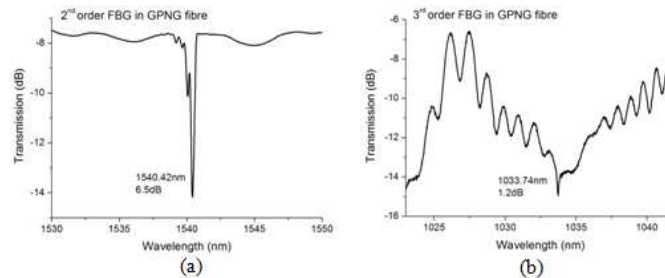 2nd order FBG in GPNG fibre
-6
-8
-10
-12
-14
Transmission (dB)
1540.42nm
6.5dB
1530 1535 1540 1545 1550
Wavelength (nm)
(a)
3rd order FBG in GPNG fibre
-6
-8
-10
-12
-14
-16
Transmission (dB)
1033.74nm
1.2dB
1025 1030 1035 1040
Wavelength (nm)
(b)